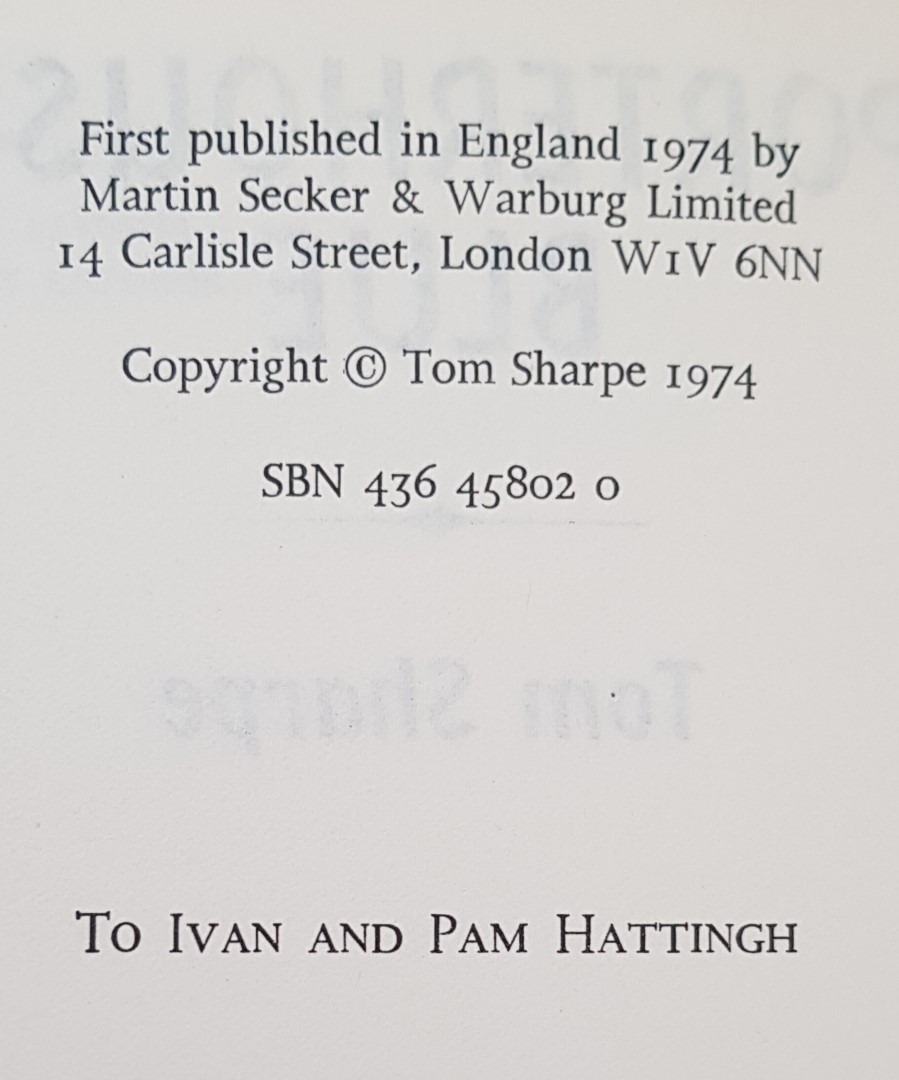 First published in England 1974 by
Martin Secker & Warburg Limited
14 Carlisle Street, London W1V 6NN
Copyright © Tom Sharpe 1974
SBN 436 45802 0
To Ivan and Pam Hattingh